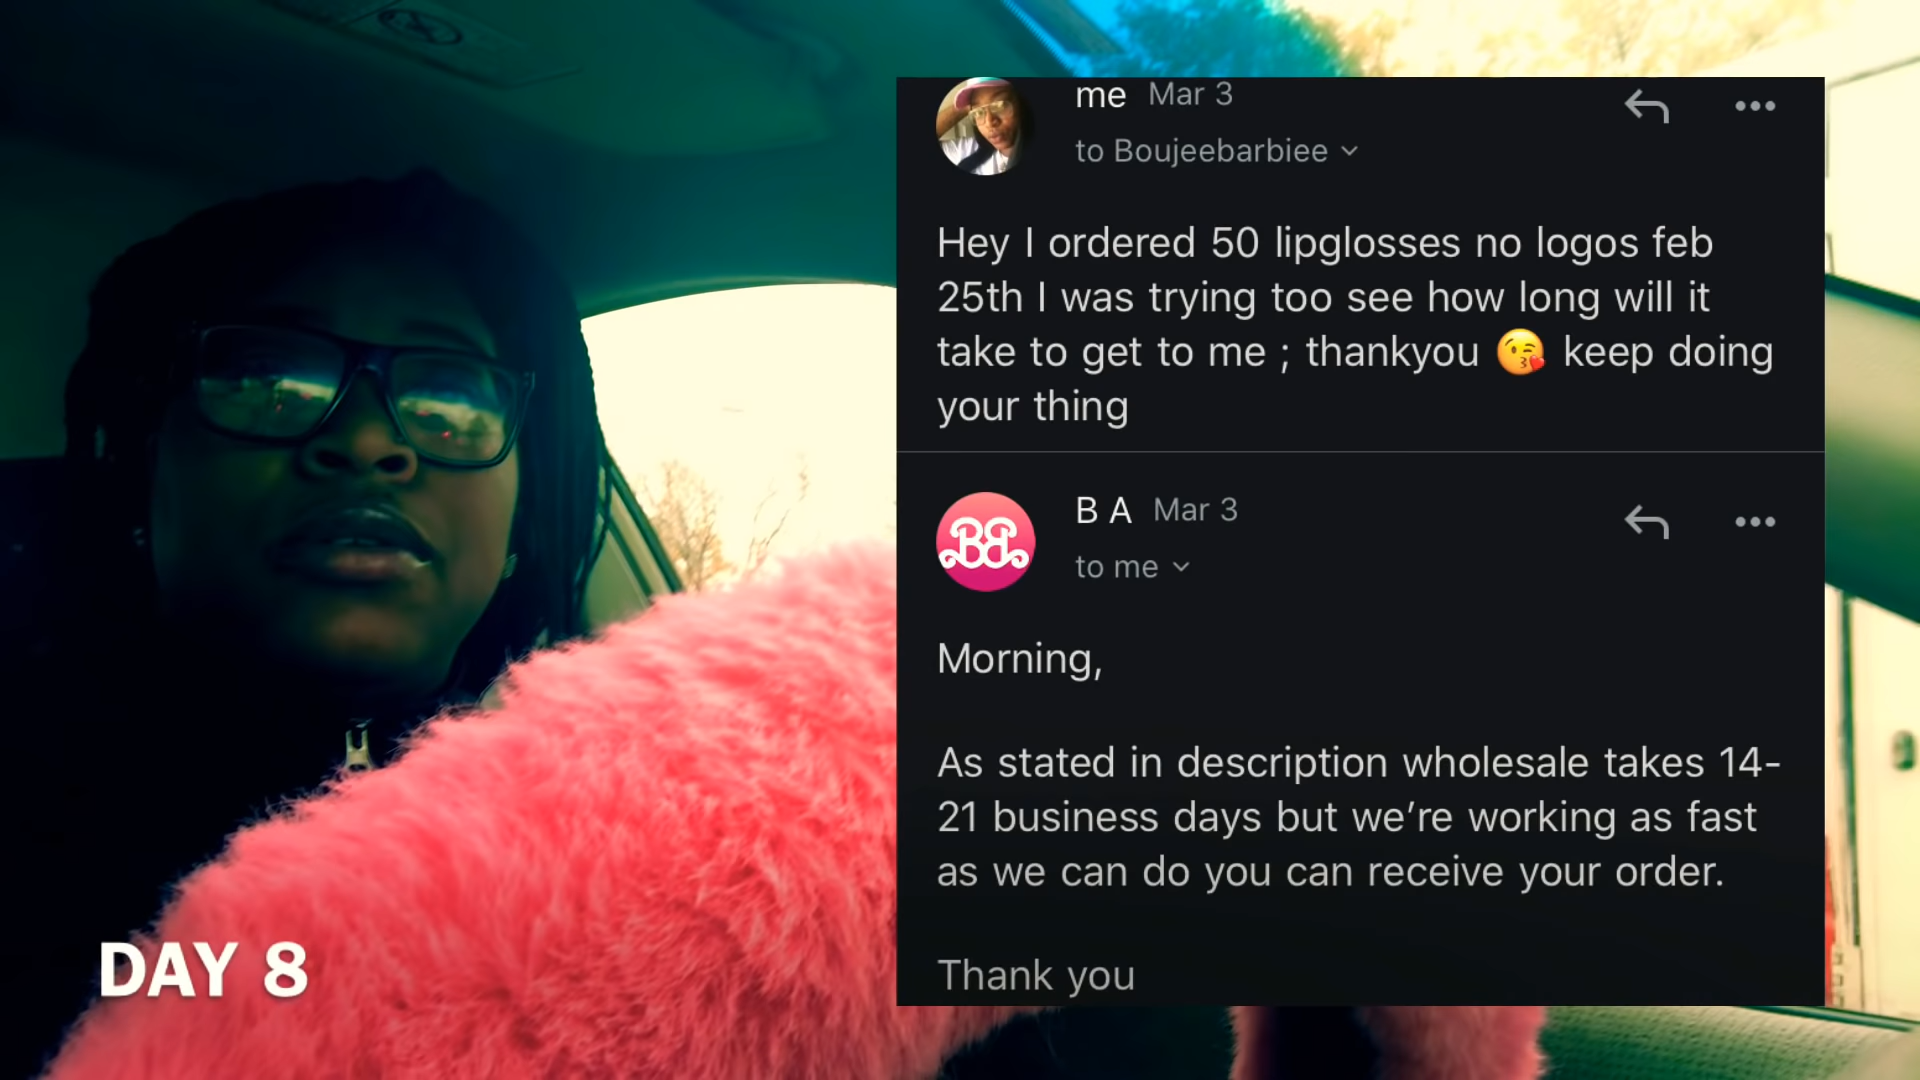 me Mar 3
to Boujeebarbiee
Hey I ordered 50 lipglosses no logos feb
25th I was trying too see how long will it
take to get to me ; thankyou 😘 keep doing
your thing
BB
B A Mar 3
to me
Morning,
As stated in description wholesale takes 14-
21 business days but we’re working as fast
as we can do you can receive your order.
Thank you
DAY 8